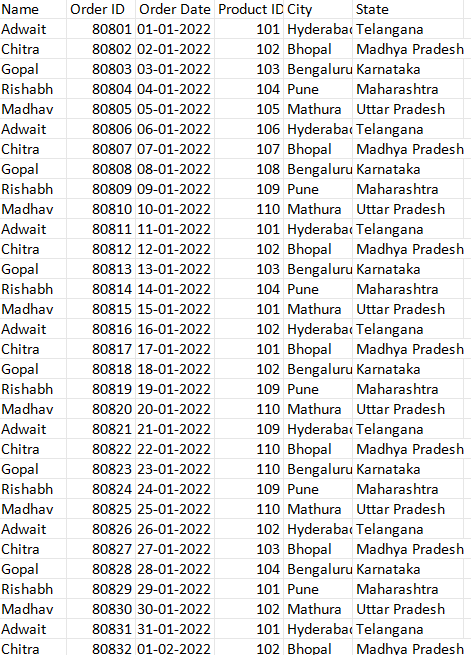 Name Order ID Order Date Product ID City State
Adwait 80801 01-01-2022 101 Hyderabad Telangana
Chitra 80802 02-01-2022 102 Bhopal Madhya Pradesh
Gopal 80803 03-01-2022 103 Bengaluru Karnataka
Rishabh 80804 04-01-2022 104 Pune Maharashtra
Madhav 80805 05-01-2022 105 Mathura Uttar Pradesh
Adwait 80806 06-01-2022 106 Hyderabad Telangana
Chitra 80807 07-01-2022 107 Bhopal Madhya Pradesh
Gopal 80808 08-01-2022 108 Bengaluru Karnataka
Rishabh 80809 09-01-2022 109 Pune Maharashtra
Madhav 80810 10-01-2022 110 Mathura Uttar Pradesh
Adwait 80811 11-01-2022 101 Hyderabad Telangana
Chitra 80812 12-01-2022 102 Bhopal Madhya Pradesh
Gopal 80813 13-01-2022 103 Bengaluru Karnataka
Rishabh 80814 14-01-2022 104 Pune Maharashtra
Madhav 80815 15-01-2022 101 Mathura Uttar Pradesh
Adwait 80816 16-01-2022 102 Hyderabad Telangana
Chitra 80817 17-01-2022 101 Bhopal Madhya Pradesh
Gopal 80818 18-01-2022 102 Bengaluru Karnataka
Rishabh 80819 19-01-2022 109 Pune Maharashtra
Madhav 80820 20-01-2022 110 Mathura Uttar Pradesh
Adwait 80821 21-01-2022 109 Hyderabad Telangana
Chitra 80822 22-01-2022 110 Bhopal Madhya Pradesh
Gopal 80823 23-01-2022 110 Bengaluru Karnataka
Rishabh 80824 24-01-2022 109 Pune Maharashtra
Madhav 80825 25-01-2022 110 Mathura Uttar Pradesh
Adwait 80826 26-01-2022 102 Hyderabad Telangana
Chitra 80827 27-01-2022 103 Bhopal Madhya Pradesh
Gopal 80828 28-01-2022 104 Bengaluru Karnataka
Rishabh 80829 29-01-2022 101 Pune Maharashtra
Madhav 80830 30-01-2022 102 Mathura Uttar Pradesh
Adwait 80831 31-01-2022 101 Hyderabad Telangana
Chitra 80832 01-02-2022 102 Bhopal Madhya Pradesh